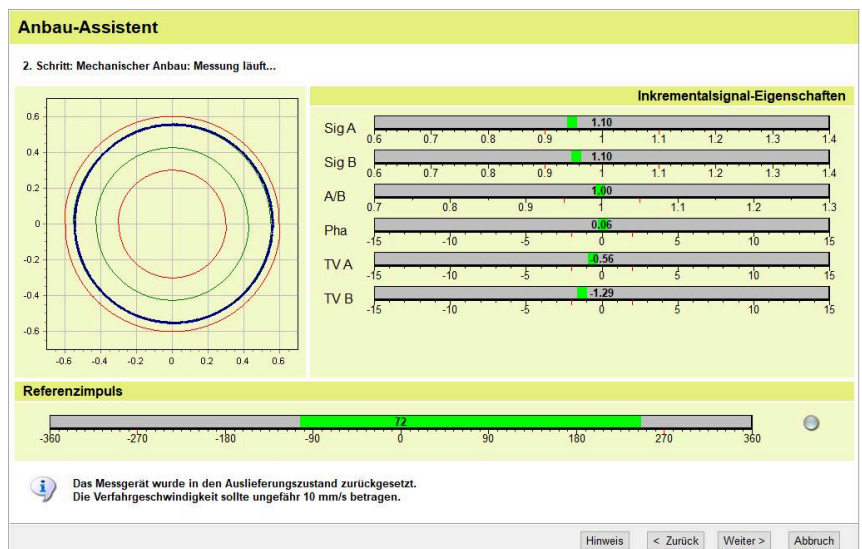 Anbau-Assistent
2. Schritt: Mechanischer Anbau: Messung läuft...
Inkrementalsignal-Eigenschaften
0.6
0.4
0.2
0
-0.2
-0.4
-0.6
-0.6 -0.4 -0.2 0 0.2 0.4 0.6
Sig A 1.10
0.6 0.7 0.8 0.9 1 1.1 1.2 1.3 1.4
Sig B 1.10
0.6 0.7 0.8 0.9 1 1.1 1.2 1.3 1.4
A/B 1.00
0.7 0.8 0.9 1 1.1 1.2 1.3
Pha 0.06
-15 -10 -5 0 5 10 15
TV A -0.56
-15 -10 -5 0 5 10 15
TV B -1.29
-15 -10 -5 0 5 10 15
Referenzimpuls
72
-360 -270 -180 -90 0 90 180 270 360
Das Messgerät wurde in den Auslieferungszustand zurückgesetzt.
Die Verfahrgeschwindigkeit sollte ungefähr 10 mm/s betragen.
Hinweis < Zurück Weiter > Abbruch